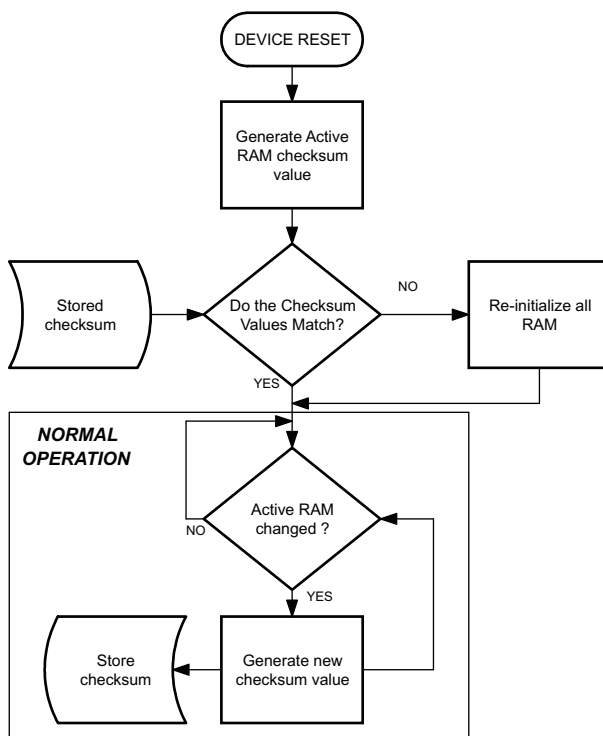 DEVICE RESET
Generate Active
RAM checksum
value
Stored
checksum
Do the Checksum
Values Match?
NO
Re-initialize all
RAM
YES
NORMAL
OPERATION
Active RAM
changed ?
NO
YES
Store
checksum
Generate new
checksum value